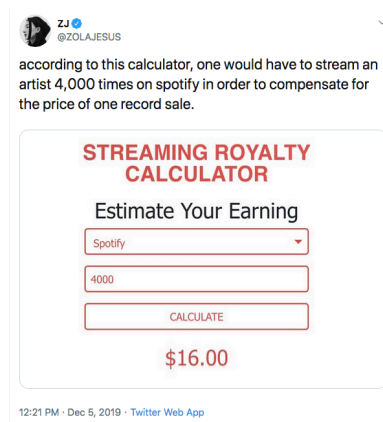 ZJ
@ZOLAJESUS
according to this calculator, one would have to stream an
artist 4,000 times on spotify in order to compensate for
the price of one record sale.
STREAMING ROYALTY
CALCULATOR
Estimate Your Earning
Spotify
4000
CALCULATE
$16.00
12:21 PM · Dec 5, 2019 · Twitter Web App